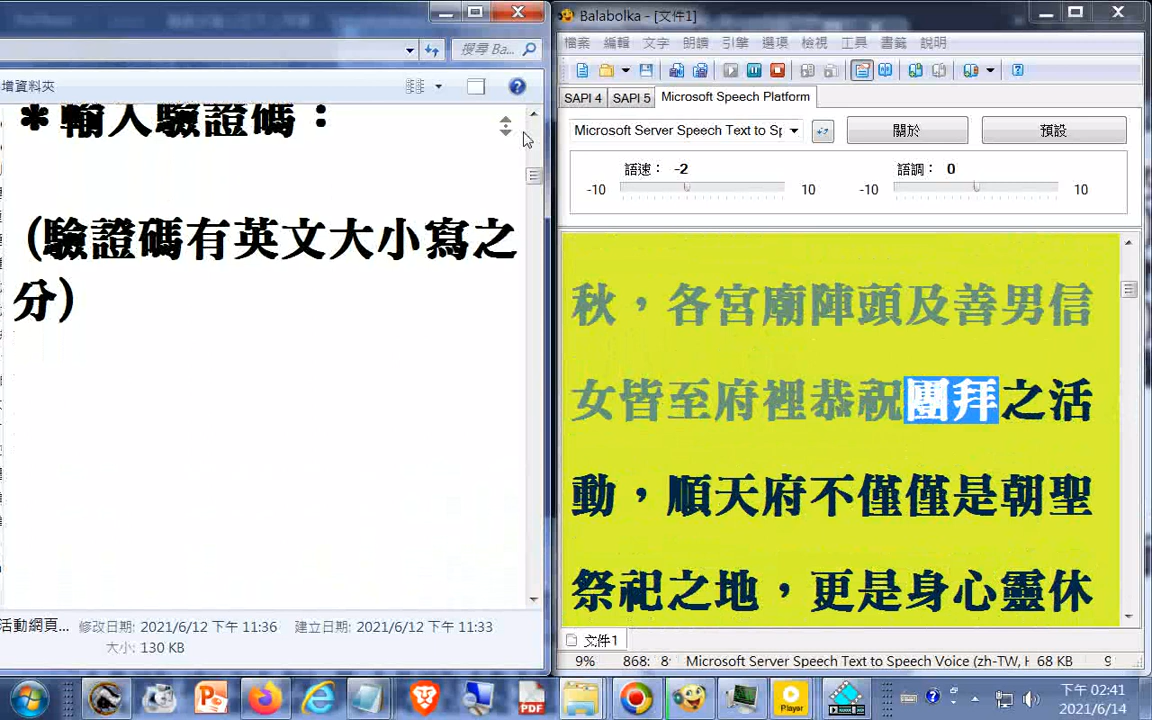 搜尋 Ba...
增資料夾
＊輸入驗證碼：
(驗證碼有英文大小寫之
分)
活動網頁... 修改日期: 2021/6/12 下午 11:36 建立日期: 2021/6/12 下午 11:33
大小: 130 KB
Balabolka - [文件1]
檔案 編輯 文字 朗讀 引擎 選項 檢視 工具 書籤 說明
SAPI 4 SAPI 5 Microsoft Speech Platform
Microsoft Server Speech Text to Sp 關於 預設
語速： -2 語調： 0
-10 10 -10 10
秋，各宮廟陣頭及善男信
女皆至府裡恭祝團拜之活
動，順天府不僅僅是朝聖
祭祀之地，更是身心靈休
文件1
9% 868: 8 Microsoft Server Speech Text to Speech Voice (zh-TW, H 68 KB 9
PDF
Player
下午 02:41
2021/6/14